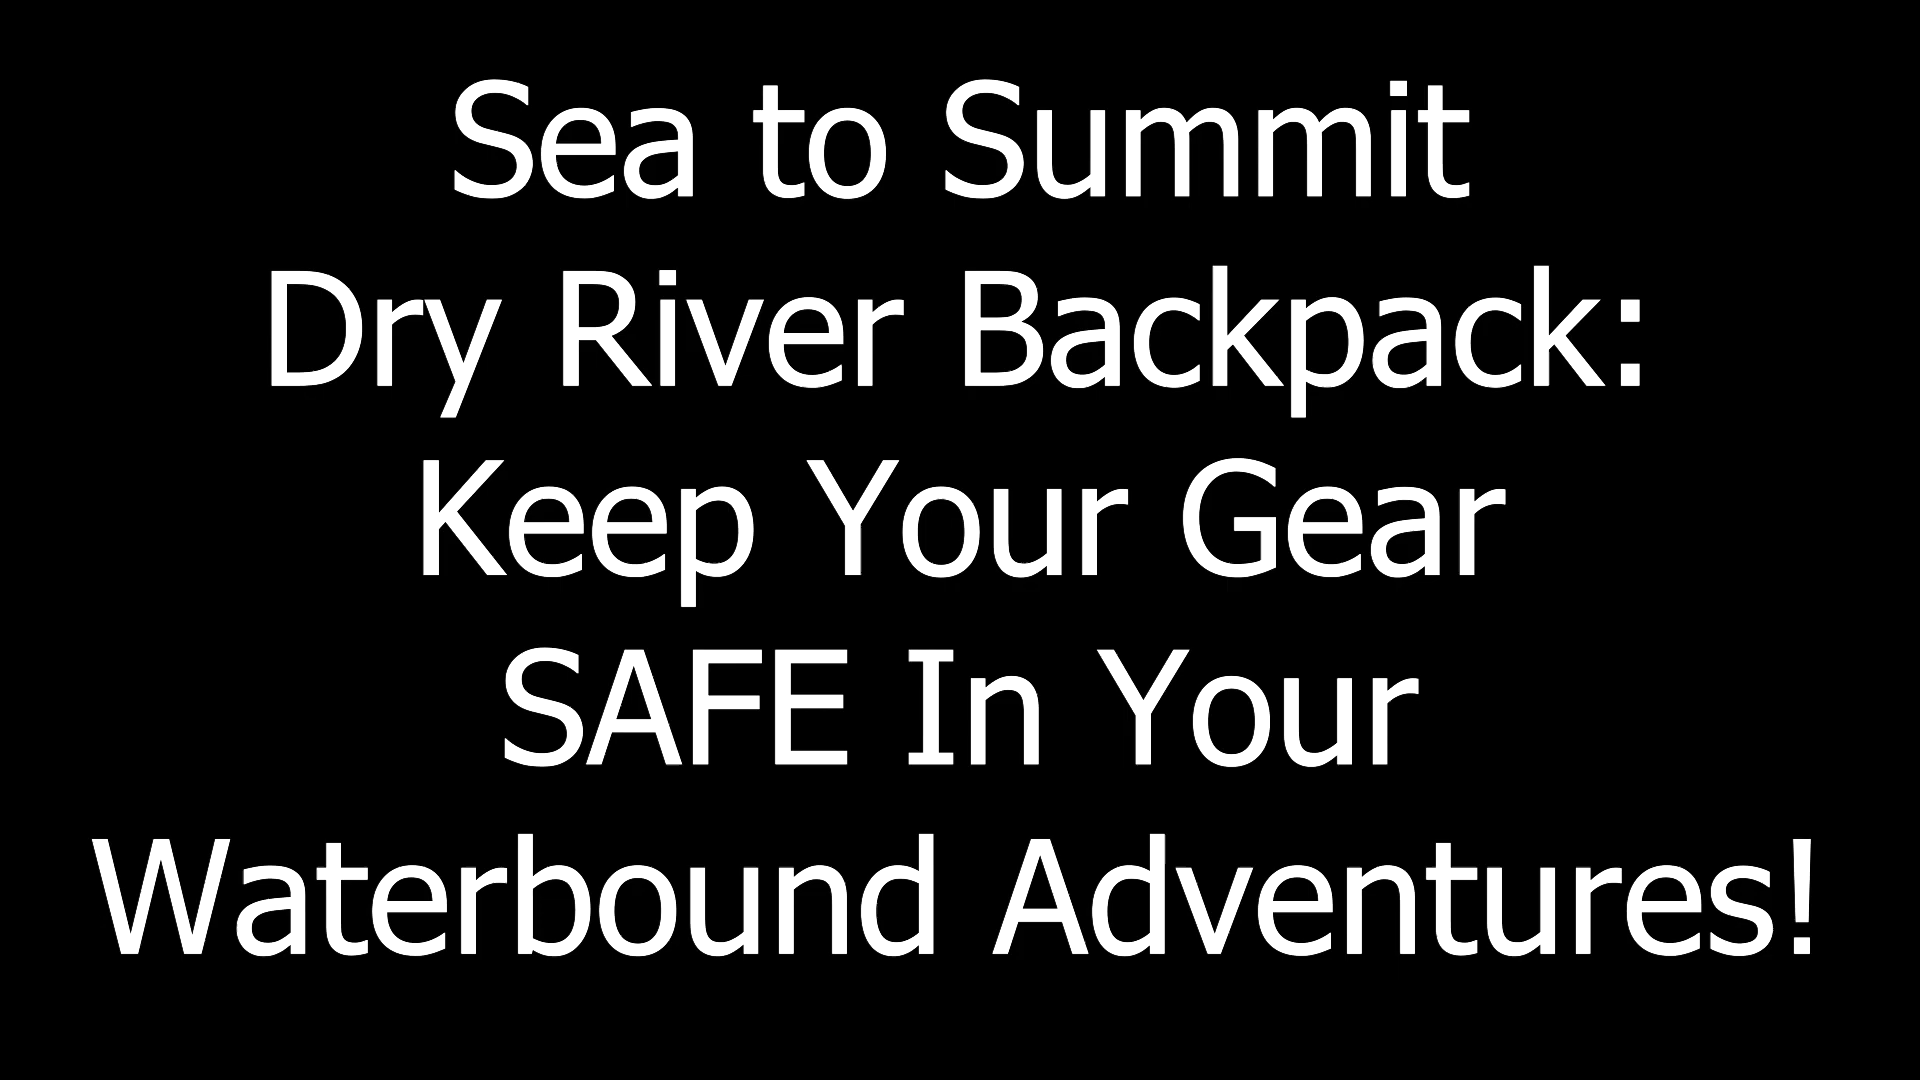 Sea to Summit
Dry River Backpack:
Keep Your Gear
SAFE In Your
Waterbound Adventures!